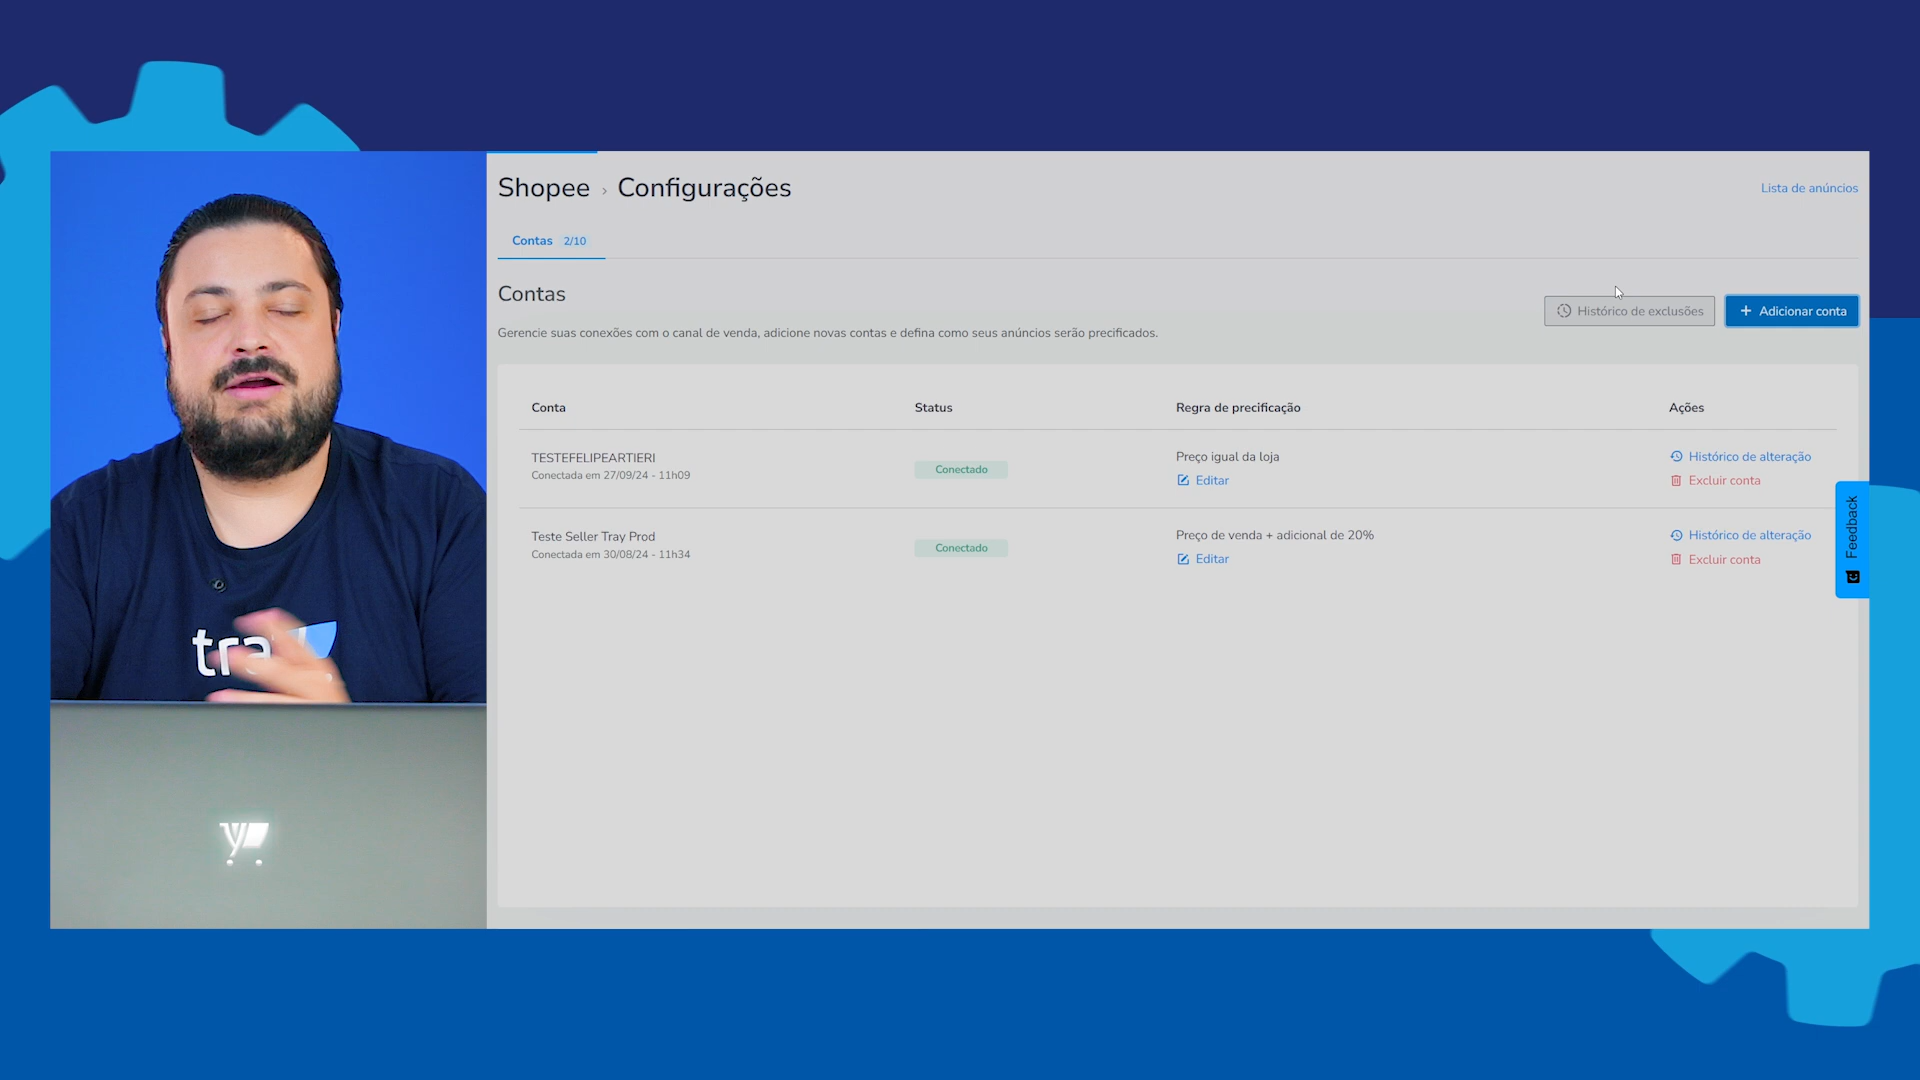 Shopee › Configurações
Lista de anúncios
Contas 2/10
Contas
Histórico de exclusões
+ Adicionar conta
Gerencie suas conexões com o canal de venda, adicione novas contas e defina como seus anúncios serão precificados.
Conta Status Regra de precificação Ações
TESTEFELIPEARTIERI
Conectada em 27/09/24 - 11h09
Conectado
Preço igual da loja
Editar
Histórico de alteração
Excluir conta
Teste Seller Tray Prod
Conectada em 30/08/24 - 11h34
Conectado
Preço de venda + adicional de 20%
Editar
Histórico de alteração
Excluir conta
Feedback